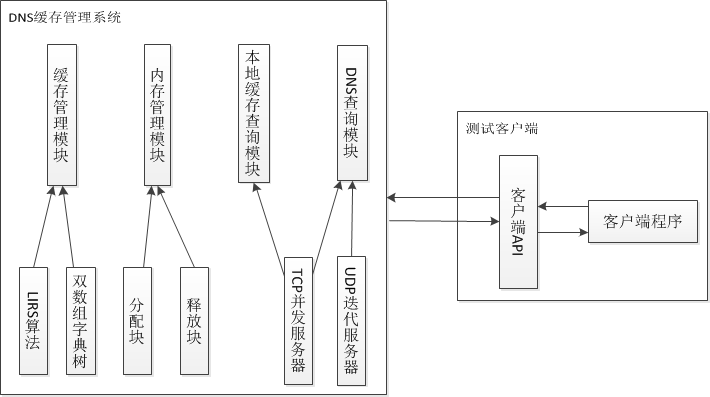 DNS缓存管理系统
缓存管理模块
内存管理模块
本地缓存查询模块
DNS查询模块
LIRS算法
双数组字典树
分配块
释放块
TCP并发服务器
UDP迭代服务器
测试客户端
客户端API
客户端程序